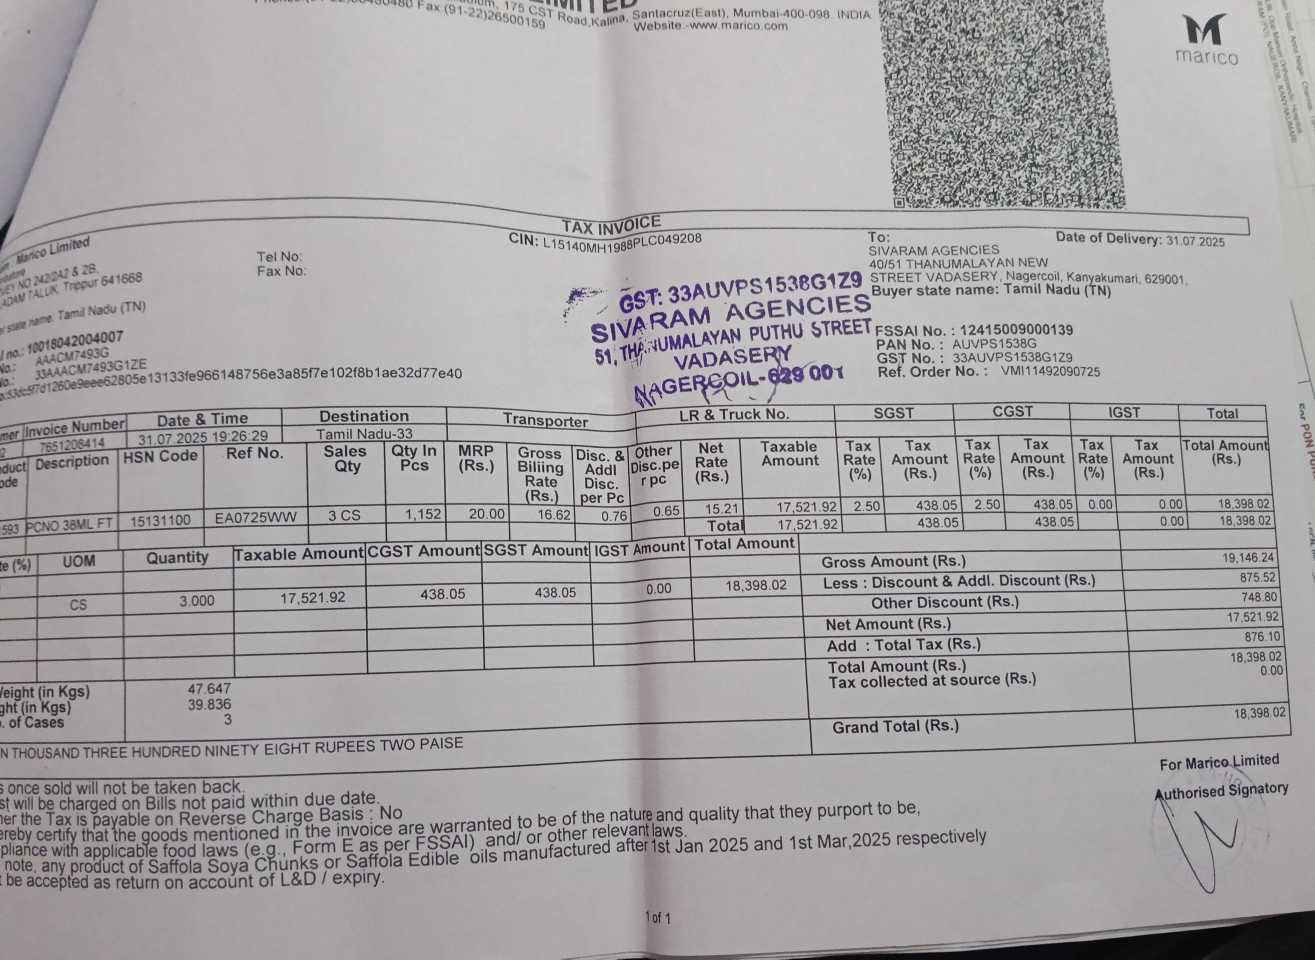 175 CST Road,Kalina, Santacruz(East), Mumbai-400-098. INDIA
Fax (91-22)26500159
Website:-www.marico.com
marico
TAX INVOICE
CIN: L15140MH1988PLC049208
Marico Limited
NO 242/2A2 & 2B,
TALUK, Trippur 641668
state name: Tamil Nadu (TN)
no.: 10018042004007
AAACM7493G
33AAACM7493G1ZE
Tel No:
Fax No:
To:
SIVARAM AGENCIES
40/51 THANUMALAYAN NEW
STREET VADASERY, Nagercoil, Kanyakumari, 629001,
Buyer state name: Tamil Nadu (TN)
Date of Delivery: 31.07.2025
FSSAI No. : 12415009000139
PAN No. : AUVPS1538G
GST No. : 33AUVPS1538G1Z9
Ref. Order No. : VMI11492090725
GST: 33AUVPS1538G1Z9
SIVARAM AGENCIES
51, THANUMALAYAN PUTHU STREET
VADASERY
NAGERCOIL-629 001
Invoice Number Date & Time Destination Transporter LR & Truck No. SGST CGST IGST Total
7651208414 31.07.2025 19:26:29 Tamil Nadu-33
Description HSN Code Ref No. Sales Qty Qty In Pcs MRP (Rs.) Gross Biliing Rate (Rs.) Disc. & Addl Disc. per Pc Other Disc.pe r pc Net Rate (Rs.) Taxable Amount Tax Rate (%) Tax Amount (Rs.) Tax Rate (%) Tax Amount (Rs.) Tax Rate (%) Tax Amount (Rs.) Total Amount (Rs.)
593 PCNO 38ML FT 15131100 EA0725WW 3 CS 1,152 20.00 16.62 0.76 0.65 15.21 17,521.92 2.50 438.05 2.50 438.05 0.00 0.00 18,398.02
Total 17,521.92 438.05 438.05 0.00 18,398.02
(%) UOM Quantity Taxable Amount CGST Amount SGST Amount IGST Amount Total Amount
CS 3.000 17,521.92 438.05 438.05 0.00 18,398.02
Gross Amount (Rs.) 19,146.24
Less : Discount & Addl. Discount (Rs.) 875.52
Other Discount (Rs.) 748.80
Net Amount (Rs.) 17,521.92
Add : Total Tax (Rs.) 876.10
Total Amount (Rs.) 18,398.02
Tax collected at source (Rs.) 0.00
Grand Total (Rs.) 18,398.02
(in Kgs) 47.647
(in Kgs) 39.836
of Cases 3
THOUSAND THREE HUNDRED NINETY EIGHT RUPEES TWO PAISE
once sold will not be taken back.
will be charged on Bills not paid within due date.
the Tax is payable on Reverse Charge Basis : No
certify that the goods mentioned in the invoice are warranted to be of the nature and quality that they purport to be,
with applicable food laws (e.g., Form E as per FSSAI) and/ or other relevant laws.
note, any product of Saffola Soya Chunks or Saffola Edible oils manufactured after 1st Jan 2025 and 1st Mar,2025 respectively
be accepted as return on account of L&D / expiry.
For Marico Limited
Authorised Signatory
1 of 1